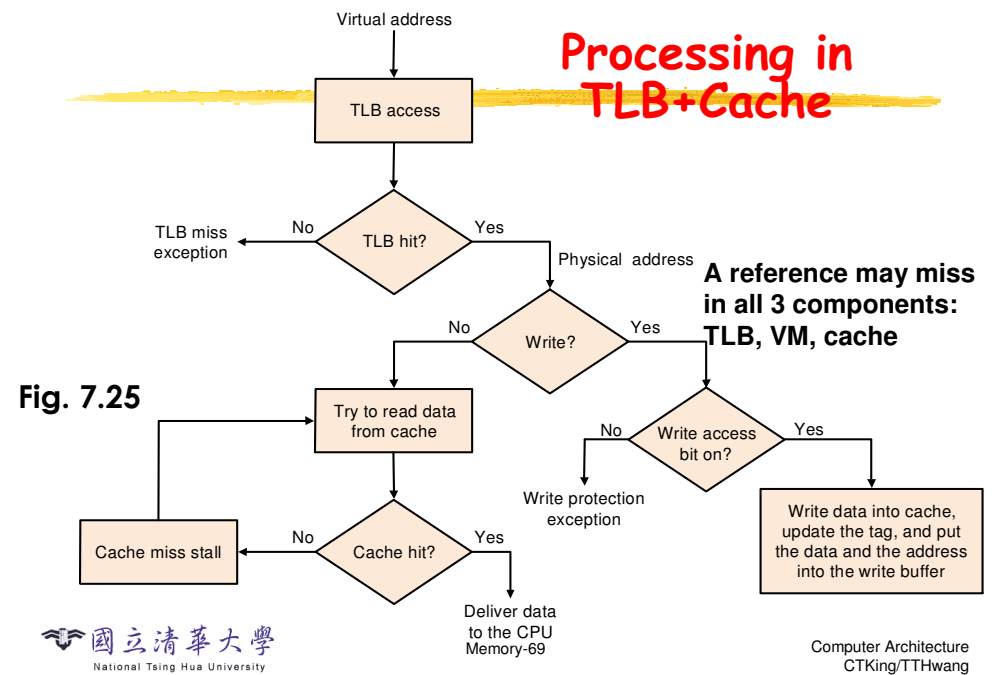 Virtual address
Processing in
TLB+Cache
TLB access
No
Yes
TLB miss
exception
TLB hit?
Physical address
A reference may miss
in all 3 components:
TLB, VM, cache
No
Yes
Write?
Fig. 7.25
Try to read data
from cache
No
Yes
Write access
bit on?
Write protection
exception
Write data into cache,
update the tag, and put
the data and the address
into the write buffer
Cache miss stall
No
Yes
Cache hit?
Deliver data
to the CPU
Memory-69
國立清華大學
National Tsing Hua University
Computer Architecture
CTKing/TTHwang